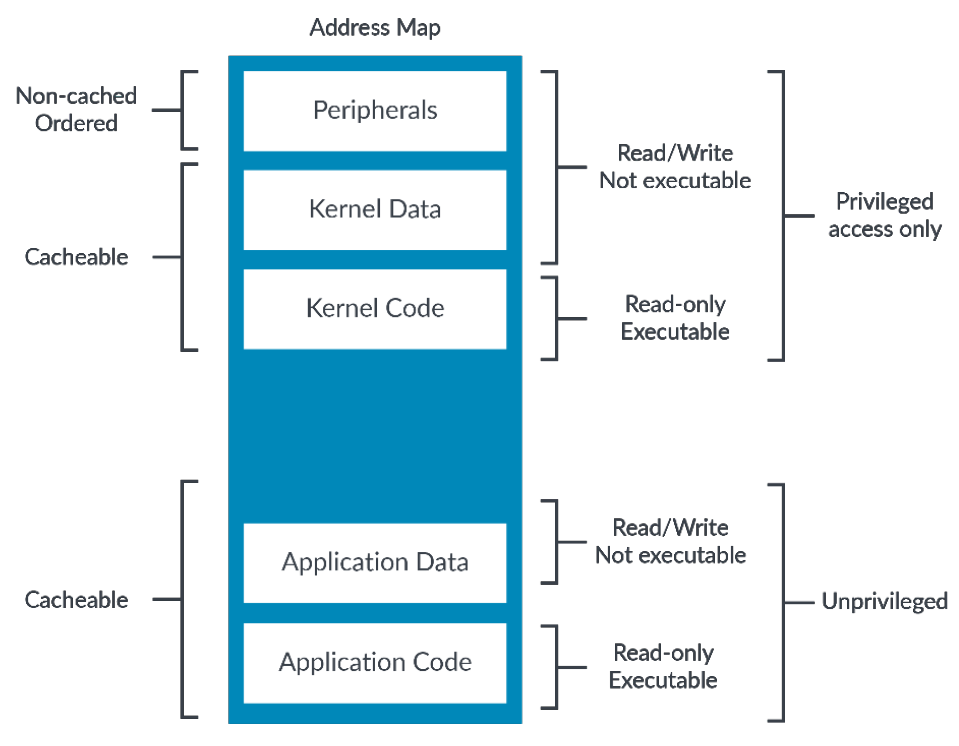 Address Map
Non-cached
Ordered
Peripherals
Read/Write
Not executable
Kernel Data
Privileged
access only
Cacheable
Kernel Code
Read-only
Executable
Application Data
Read/Write
Not executable
Cacheable
Unprivileged
Application Code
Read-only
Executable